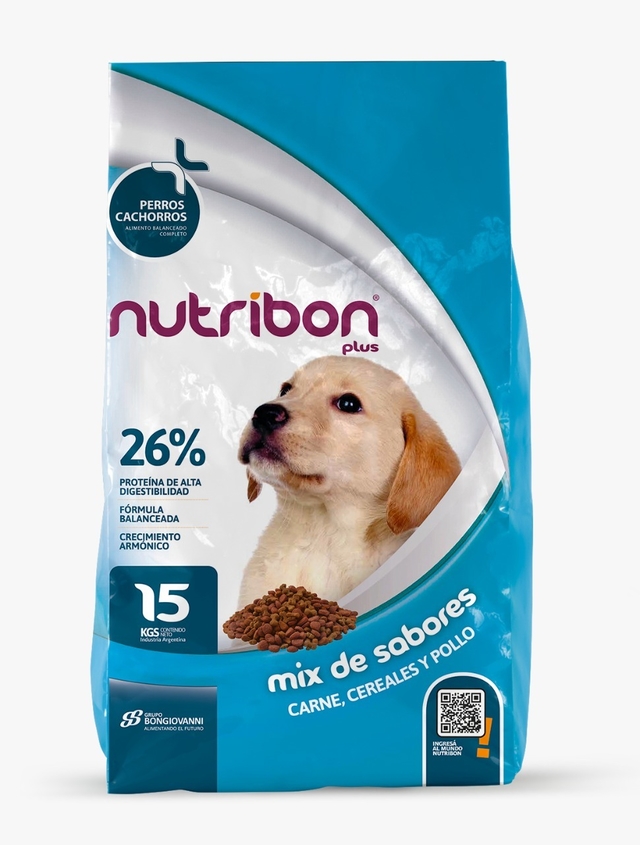 PERROS
CACHORROS
ALIMENTO BALANCEADO
COMPLETO
nutribon®
plus
26%
PROTEÍNA DE ALTA
DIGESTIBILIDAD
FÓRMULA
BALANCEADA
CRECIMIENTO
ARMÓNICO
15
KGS CONTENIDO
NETO
Industria Argentina
mix de sabores
CARNE, CEREALES Y POLLO
GRUPO
BONGIOVANNI
ALIMENTANDO EL FUTURO
INGRESÁ
AL MUNDO
NUTRIBON
!